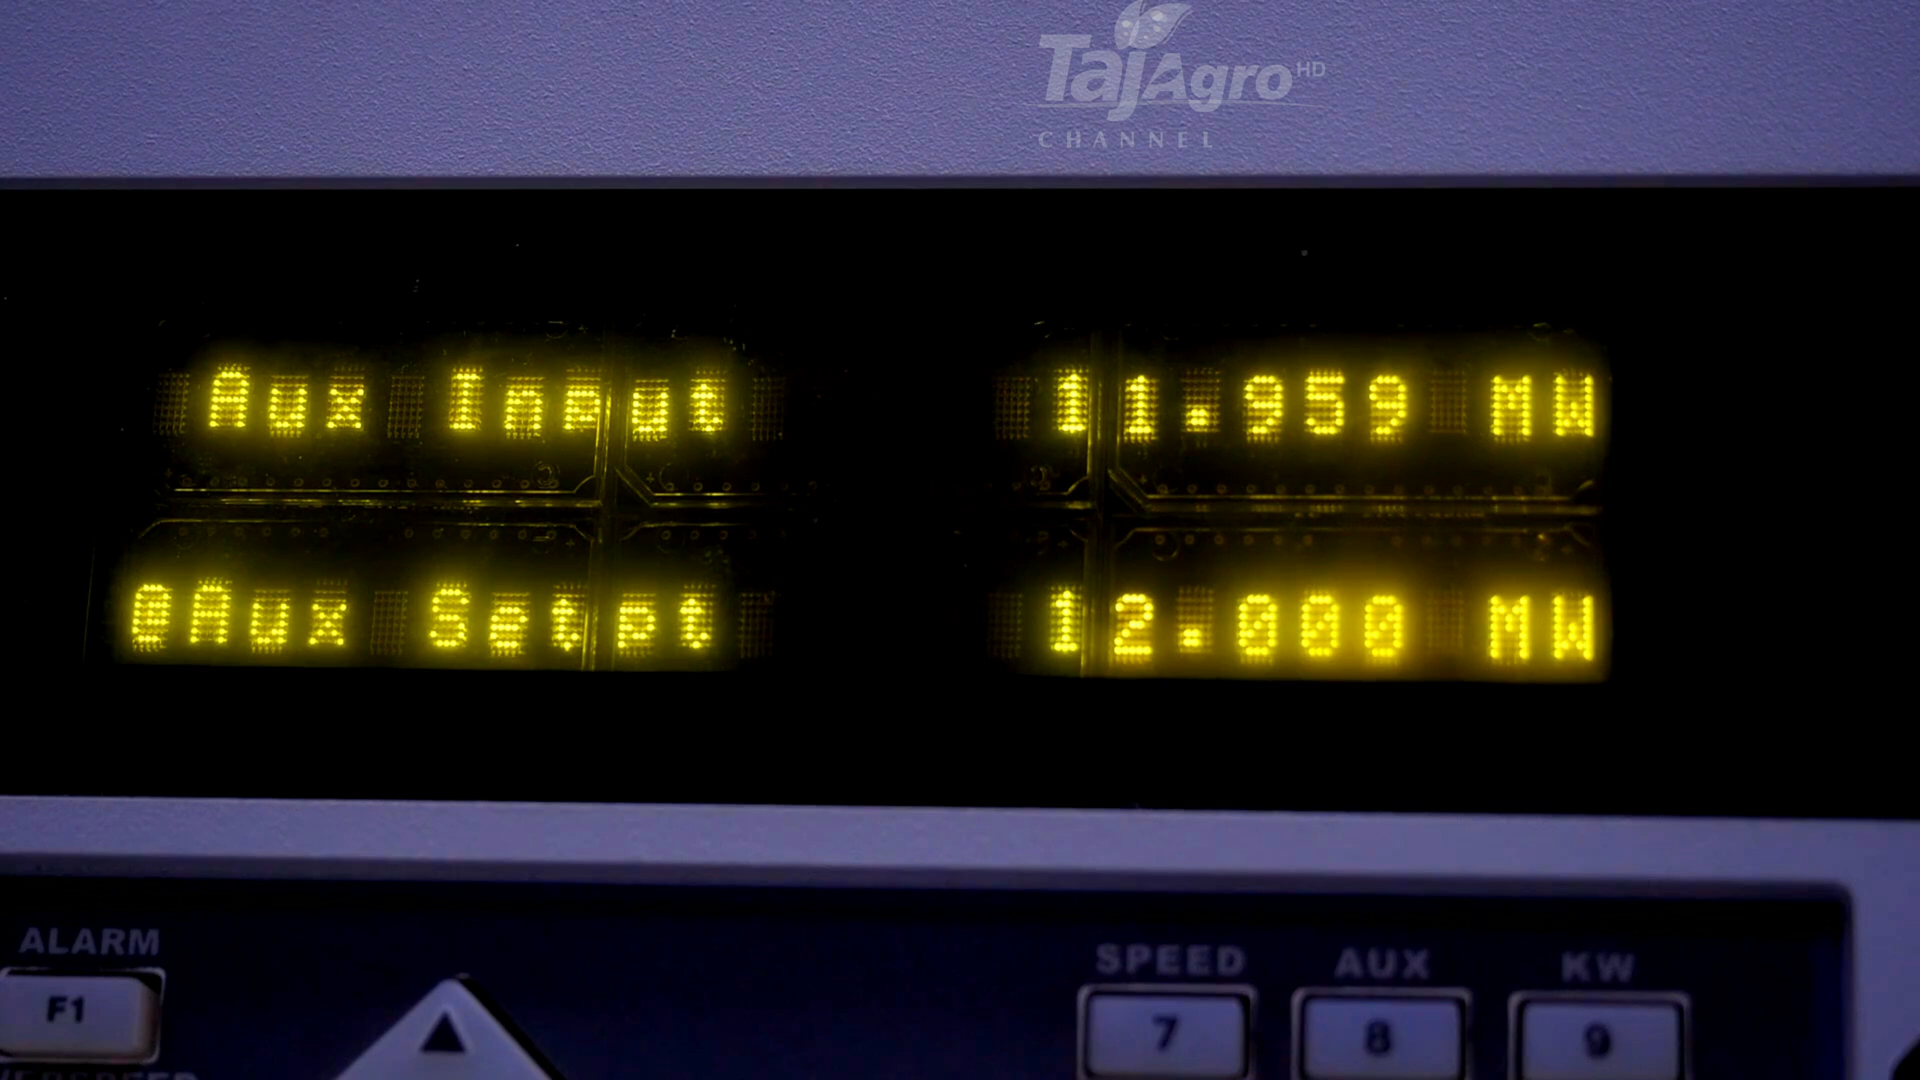 TajAgro HD
CHANNEL
Aux Input 11.959 MW
@Aux Setpt 12.000 MW
ALARM
F1
SPEED AUX KW
7 8 9